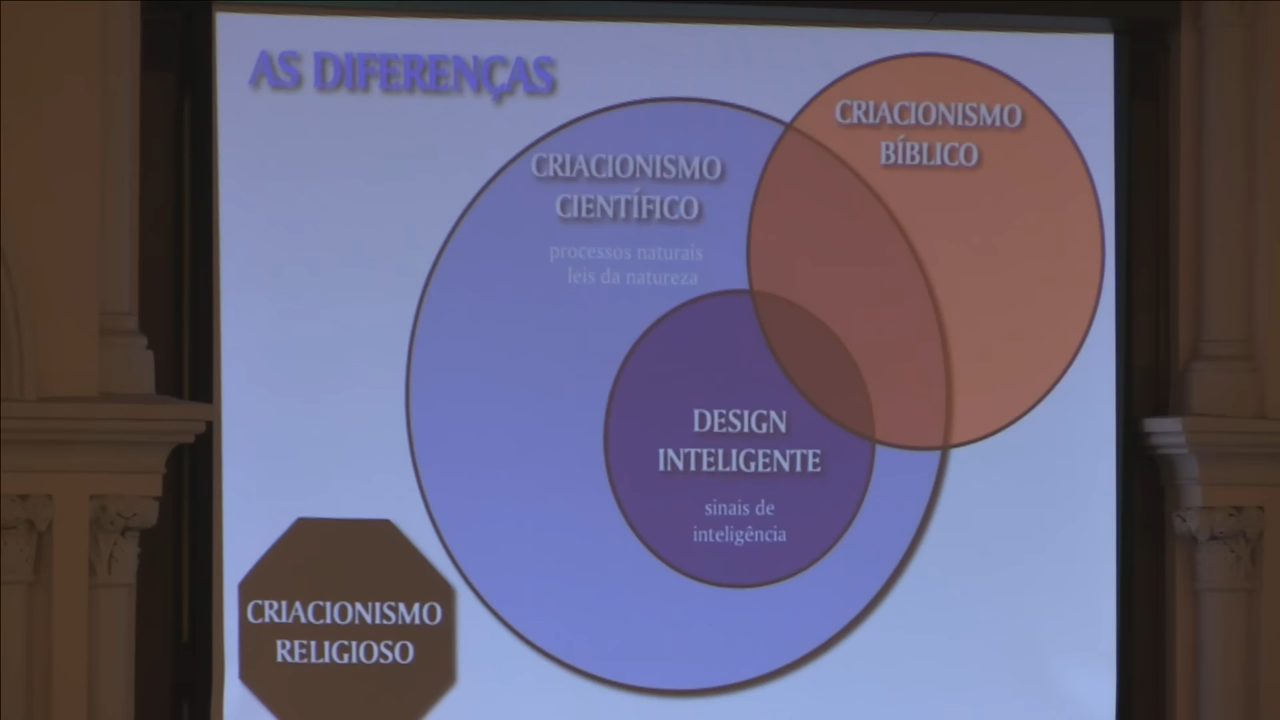 AS DIFERENÇAS
CRIACIONISMO
BÍBLICO
CRIACIONISMO
CIENTÍFICO
processos naturais
leis da natureza
DESIGN
INTELIGENTE
sinais de
inteligência
CRIACIONISMO
RELIGIOSO